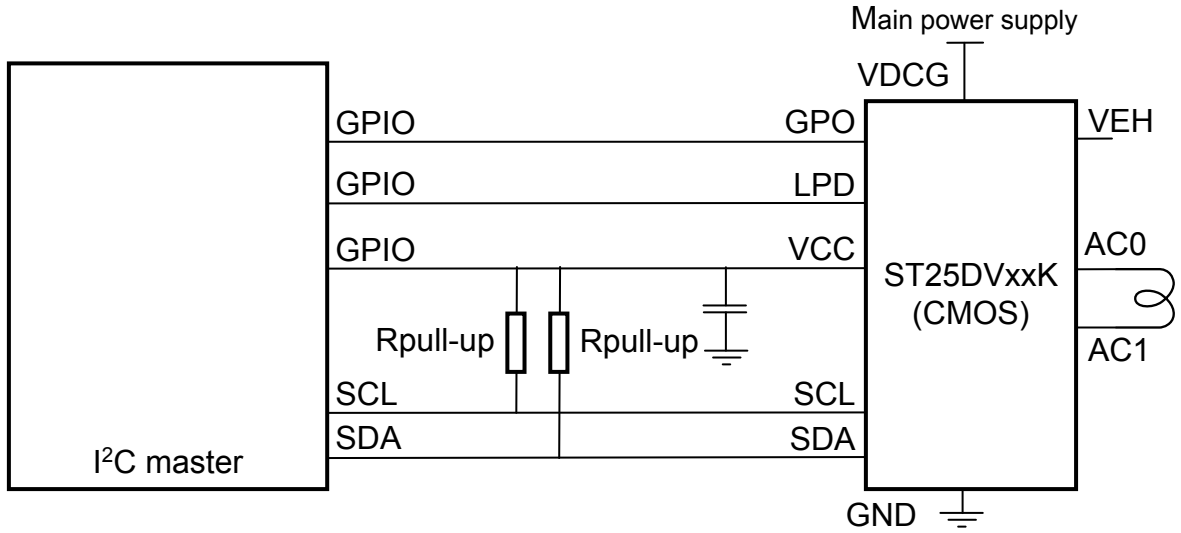 Main power supply
VDCG
GPIO
GPO
VEH
GPIO
LPD
GPIO
VCC
AC0
ST25DVxxK
(CMOS)
Rpull-up
Rpull-up
AC1
SCL
SCL
SDA
SDA
I²C master
GND